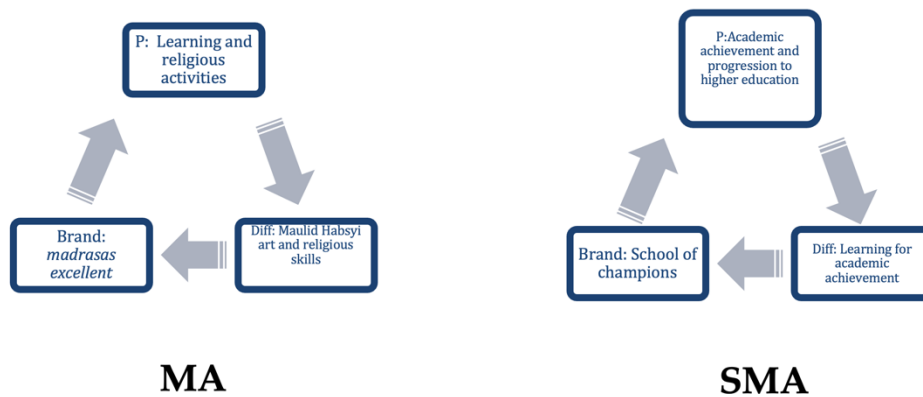 P: Learning and
religious
activities
Diff: Maulid Habsyi
art and religious
skills
Brand:
madrasas
excellent
MA
P:Academic
achievement and
progression to
higher education
Diff: Learning for
academic
achievement
Brand: School of
champions
SMA